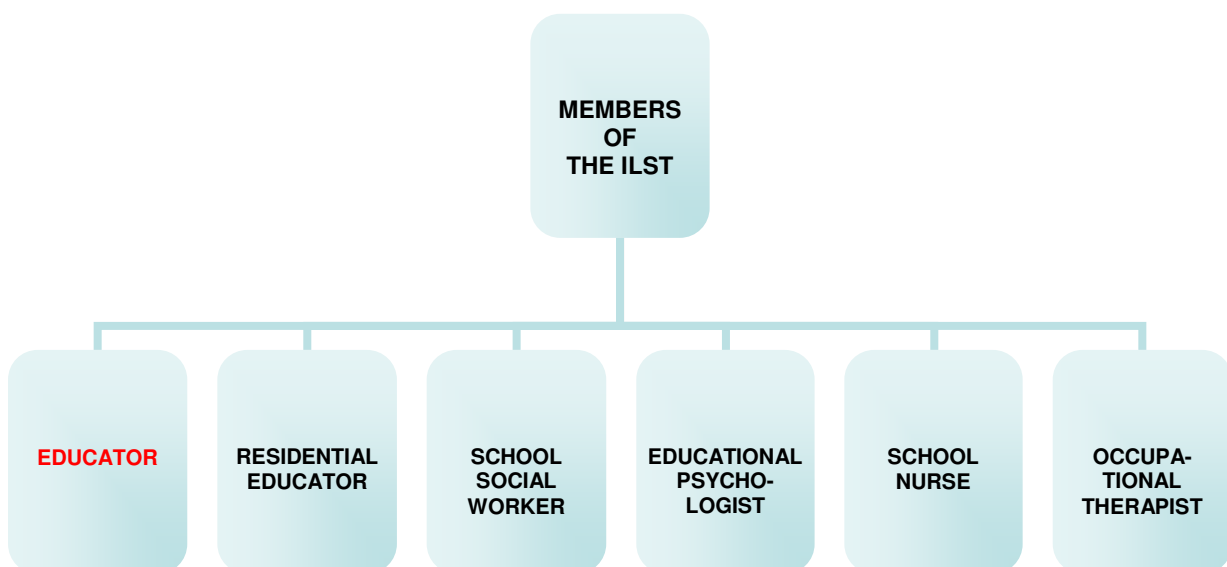 MEMBERS
OF
THE ILST
EDUCATOR
RESIDENTIAL
EDUCATOR
SCHOOL
SOCIAL
WORKER
EDUCATIONAL
PSYCHO-
LOGIST
SCHOOL
NURSE
OCCUPA-
TIONAL
THERAPIST